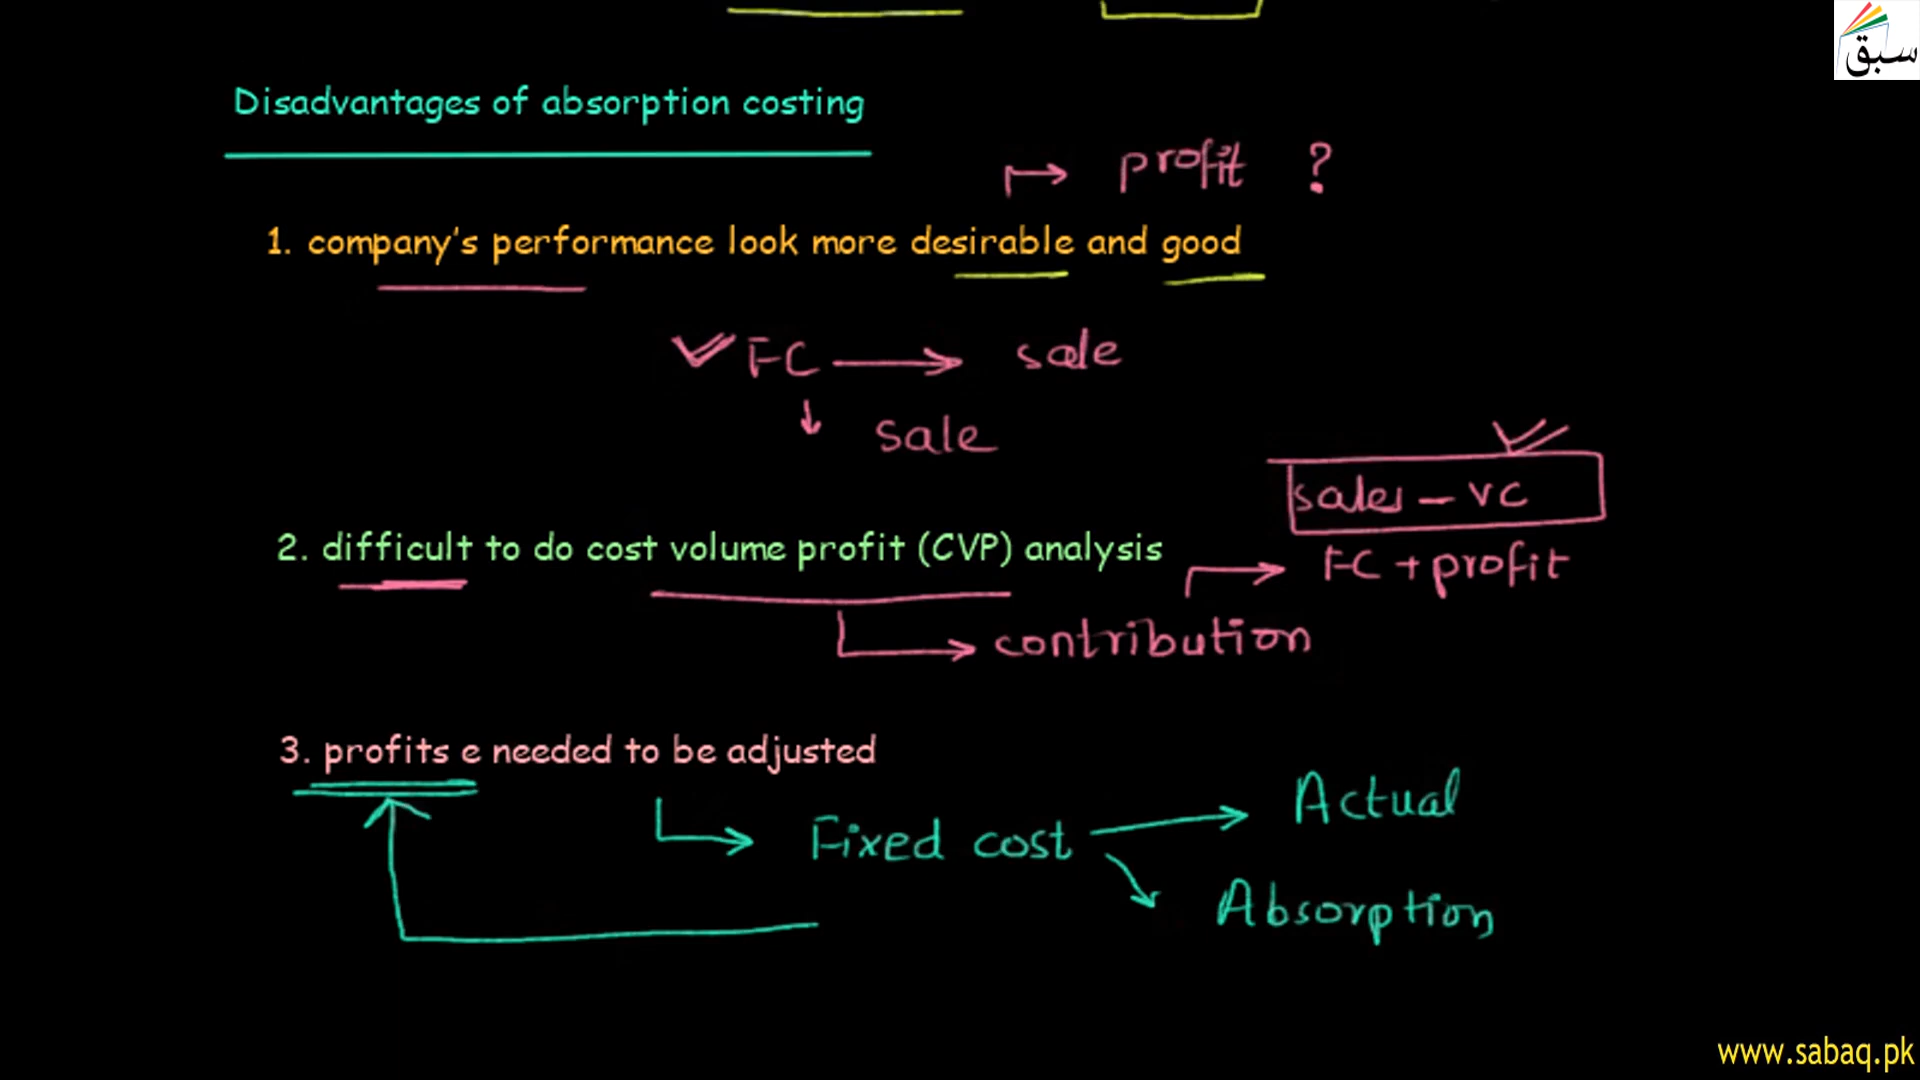 سبق
Disadvantages of absorption costing
profit ?
1. company's performance look more desirable and good
FC sale
sale
sales - VC
2. difficult to do cost volume profit (CVP) analysis
FC + profit
contribution
3. profits e needed to be adjusted
Actual
Fixed cost
Absorption
www.sabaq.pk